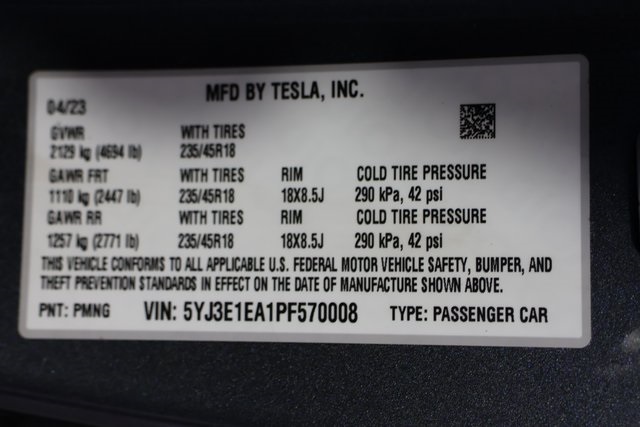 MFD BY TESLA, INC.
04/23
GVWR WITH TIRES
2129 kg (4694 lb) 235/45R18
GAWR FRT WITH TIRES RIM COLD TIRE PRESSURE
1110 kg (2447 lb) 235/45R18 18X8.5J 290 kPa, 42 psi
GAWR RR WITH TIRES RIM COLD TIRE PRESSURE
1257 kg (2771 lb) 235/45R18 18X8.5J 290 kPa, 42 psi
THIS VEHICLE CONFORMS TO ALL APPLICABLE U.S. FEDERAL MOTOR VEHICLE SAFETY, BUMPER, AND
THEFT PREVENTION STANDARDS IN EFFECT ON THE DATE OF MANUFACTURE SHOWN ABOVE.
PNT: PMNG VIN: 5YJ3E1EA1PF570008 TYPE: PASSENGER CAR